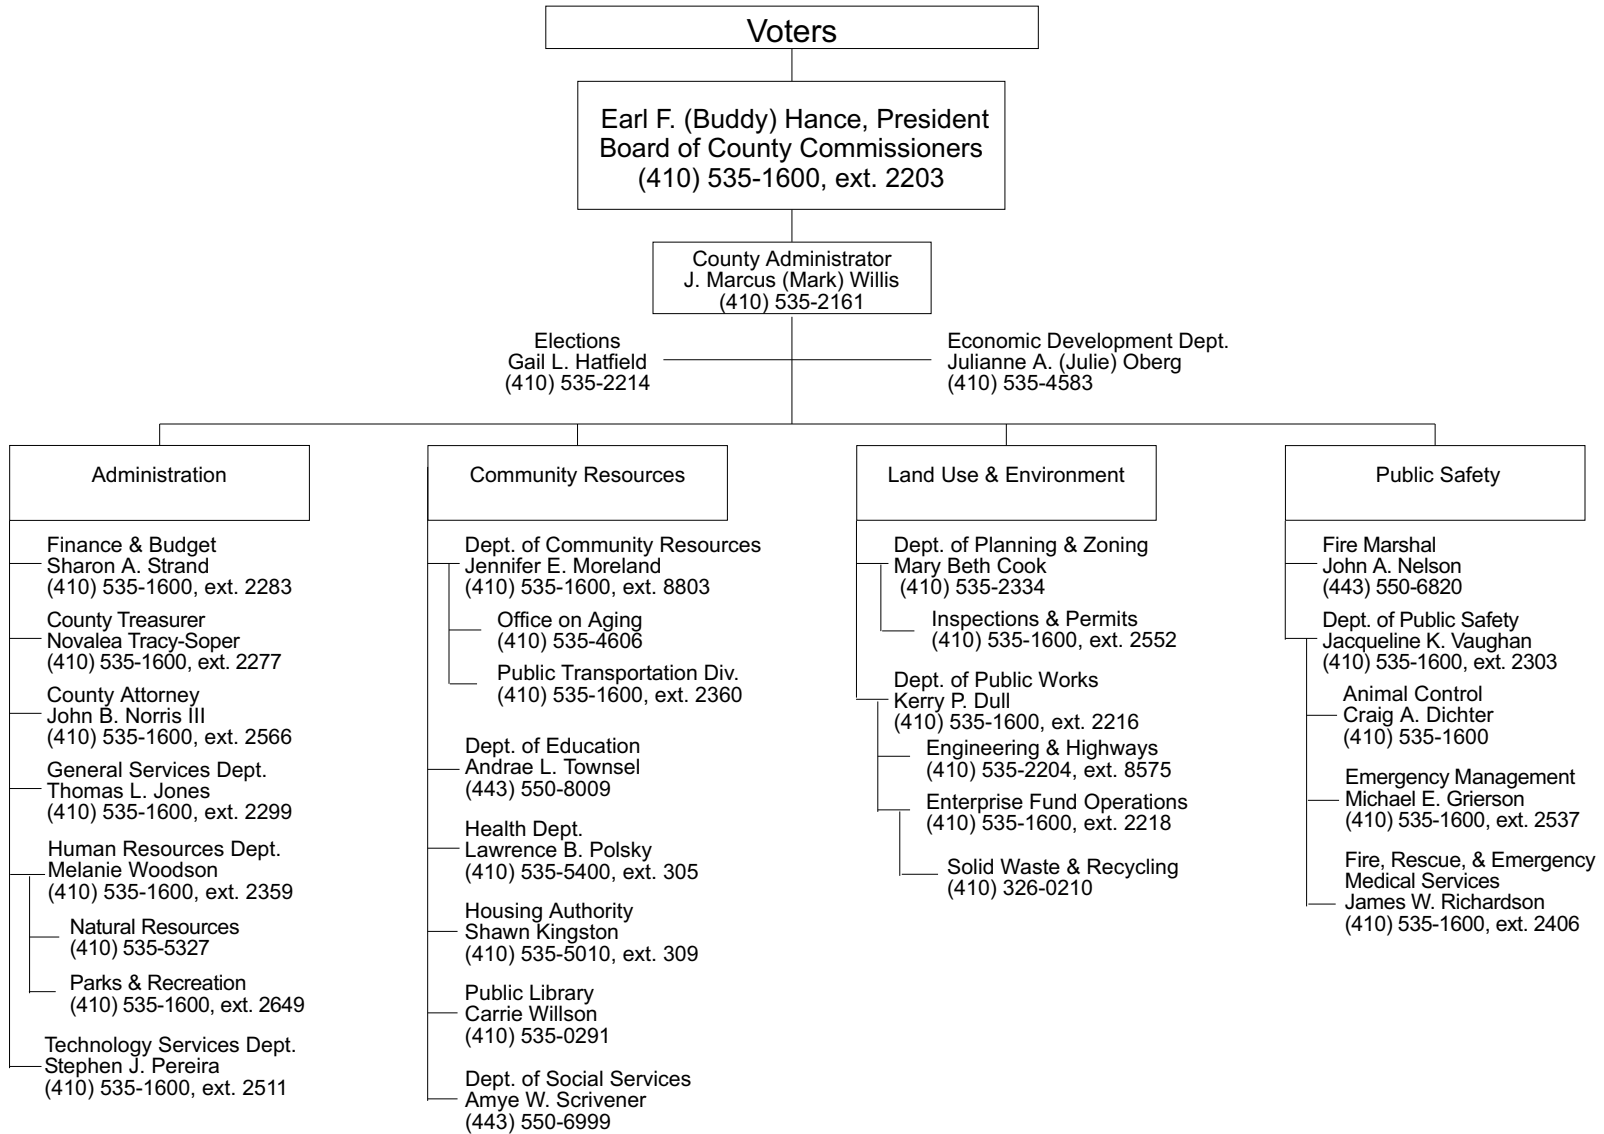 Voters
Earl F. (Buddy) Hance, President
Board of County Commissioners
(410) 535-1600, ext. 2203
County Administrator
J. Marcus (Mark) Willis
(410) 535-2161
Elections
Gail L. Hatfield
(410) 535-2214
Economic Development Dept.
Julianne A. (Julie) Oberg
(410) 535-4583
Administration
Finance & Budget
Sharon A. Strand
(410) 535-1600, ext. 2283
County Treasurer
Novalea Tracy-Soper
(410) 535-1600, ext. 2277
County Attorney
John B. Norris III
(410) 535-1600, ext. 2566
General Services Dept.
Thomas L. Jones
(410) 535-1600, ext. 2299
Human Resources Dept.
Melanie Woodson
(410) 535-1600, ext. 2359
Natural Resources
(410) 535-5327
Parks & Recreation
(410) 535-1600, ext. 2649
Technology Services Dept.
Stephen J. Pereira
(410) 535-1600, ext. 2511
Community Resources
Dept. of Community Resources
Jennifer E. Moreland
(410) 535-1600, ext. 8803
Office on Aging
(410) 535-4606
Public Transportation Div.
(410) 535-1600, ext. 2360
Dept. of Education
Andrae L. Townsel
(443) 550-8009
Health Dept.
Lawrence B. Polsky
(410) 535-5400, ext. 305
Housing Authority
Shawn Kingston
(410) 535-5010, ext. 309
Public Library
Carrie Willson
(410) 535-0291
Dept. of Social Services
Amye W. Scrivener
(443) 550-6999
Land Use & Environment
Dept. of Planning & Zoning
Mary Beth Cook
(410) 535-2334
Inspections & Permits
(410) 535-1600, ext. 2552
Dept. of Public Works
Kerry P. Dull
(410) 535-1600, ext. 2216
Engineering & Highways
(410) 535-2204, ext. 8575
Enterprise Fund Operations
(410) 535-1600, ext. 2218
Solid Waste & Recycling
(410) 326-0210
Public Safety
Fire Marshal
John A. Nelson
(443) 550-6820
Dept. of Public Safety
Jacqueline K. Vaughan
(410) 535-1600, ext. 2303
Animal Control
Craig A. Dichter
(410) 535-1600
Emergency Management
Michael E. Grierson
(410) 535-1600, ext. 2537
Fire, Rescue, & Emergency
Medical Services
James W. Richardson
(410) 535-1600, ext. 2406